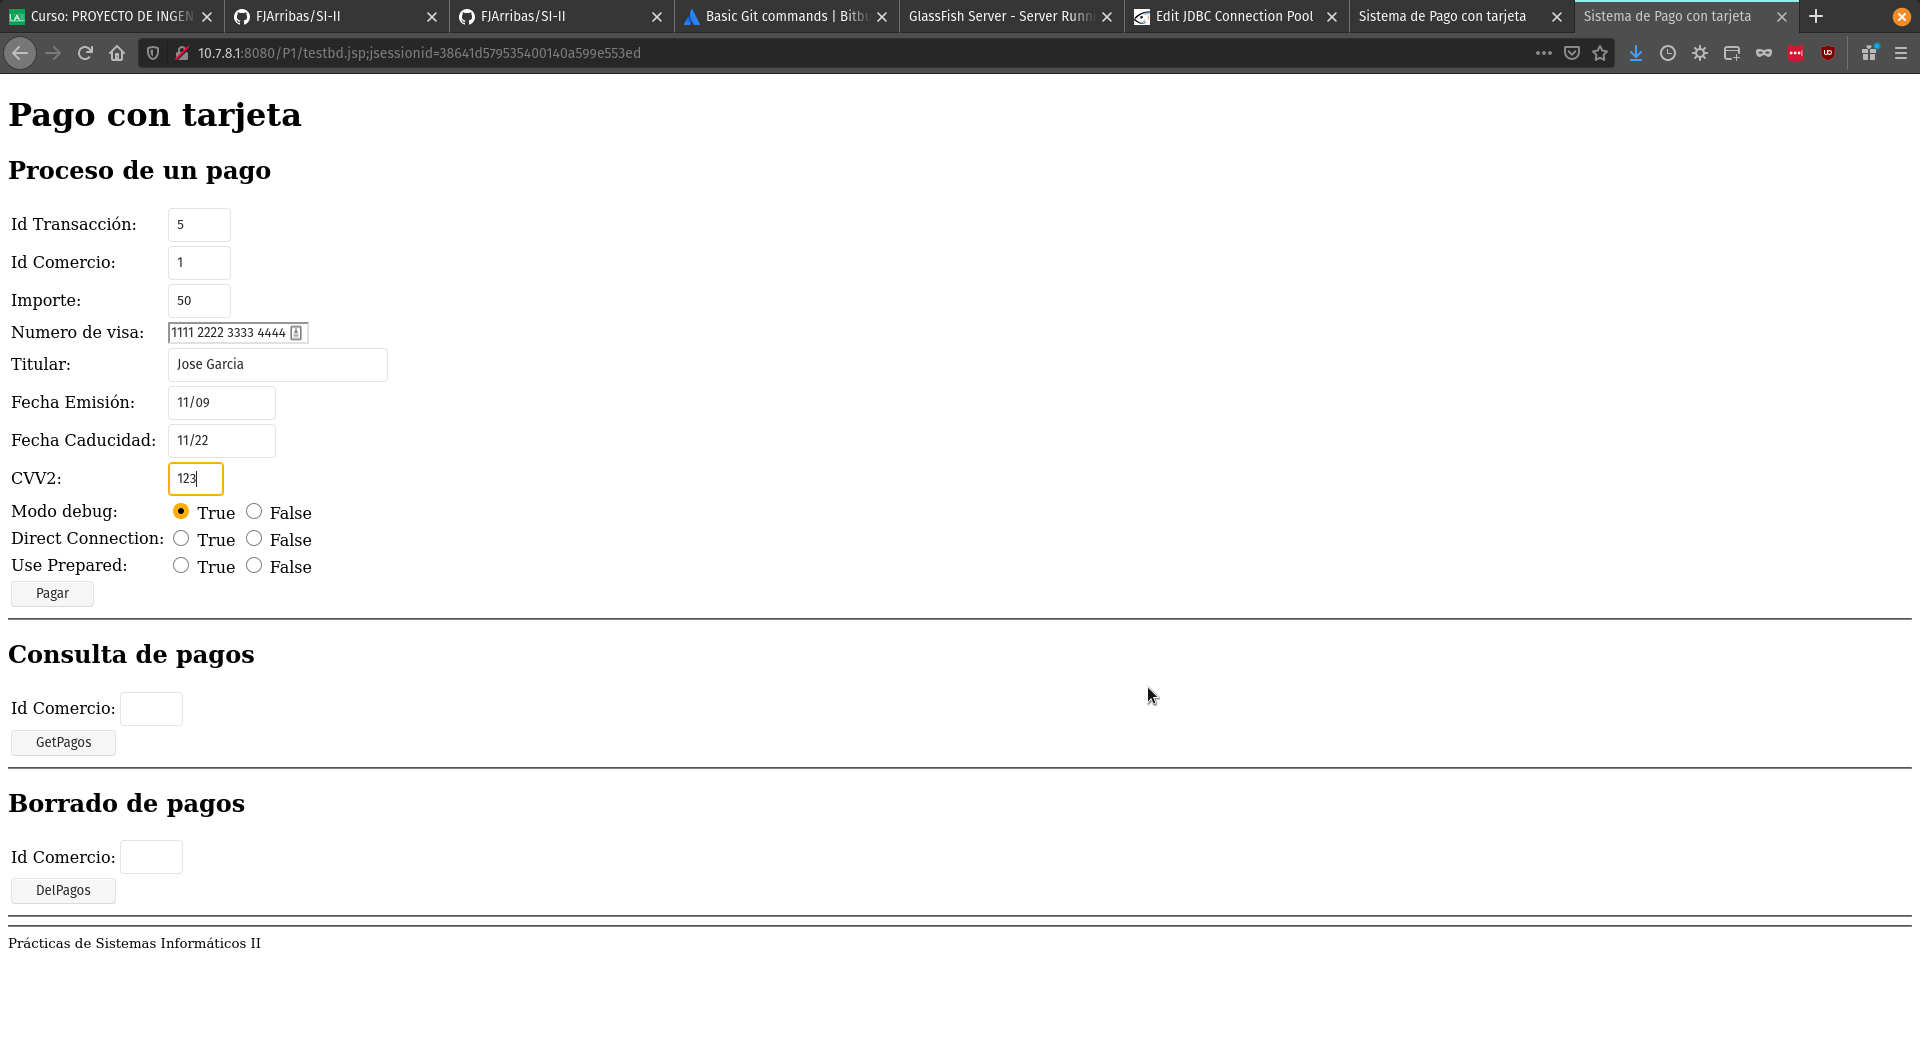 Curso: PROYECTO DE INGEN
FJArribas/SI-II
FJArribas/SI-II
Basic Git commands | Bitbu
GlassFish Server - Server Runn
Edit JDBC Connection Pool
Sistema de Pago con tarjeta
Sistema de Pago con tarjeta
10.7.8.1:8080/P1/testbd.jsp;jsessionid=38641d579535400140a599e553ed
Pago con tarjeta
Proceso de un pago
Id Transacción: 5
Id Comercio: 1
Importe: 50
Numero de visa: 1111 2222 3333 4444
Titular: Jose Garcia
Fecha Emisión: 11/09
Fecha Caducidad: 11/22
CVV2: 123
Modo debug: True False
Direct Connection: True False
Use Prepared: True False
Pagar
Consulta de pagos
Id Comercio:
GetPagos
Borrado de pagos
Id Comercio:
DelPagos
Prácticas de Sistemas Informáticos II